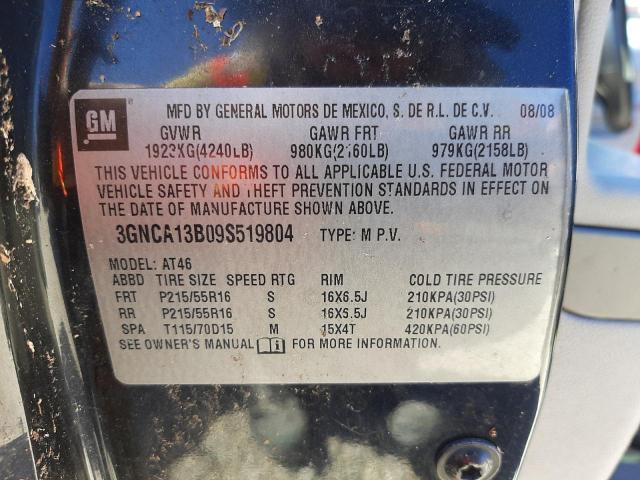 GM
MFD BY GENERAL MOTORS DE MEXICO, S. DE R.L. DE C.V. 08/08
GVWR GAWR FRT GAWR RR
1923KG(4240LB) 980KG(2160LB) 979KG(2158LB)
THIS VEHICLE CONFORMS TO ALL APPLICABLE U.S. FEDERAL MOTOR
VEHICLE SAFETY AND THEFT PREVENTION STANDARDS IN EFFECT ON
THE DATE OF MANUFACTURE SHOWN ABOVE.
3GNCA13B09S519804 TYPE: M P.V.
MODEL: AT46
ABBD TIRE SIZE SPEED RTG RIM COLD TIRE PRESSURE
FRT P215/55R16 S 16X6.5J 210KPA(30PSI)
RR P215/55R16 S 16X6.5J 210KPA(30PSI)
SPA T115/70D15 M 15X4T 420KPA(60PSI)
SEE OWNER'S MANUAL i FOR MORE INFORMATION.